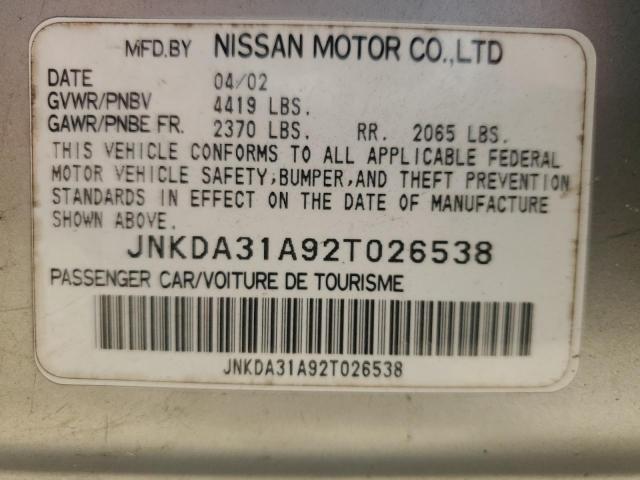 MFD.BY NISSAN MOTOR CO.,LTD
DATE 04/02
GVWR/PNBV 4419 LBS.
GAWR/PNBE FR. 2370 LBS. RR. 2065 LBS.
THIS VEHICLE CONFORMS TO ALL APPLICABLE FEDERAL
MOTOR VEHICLE SAFETY,BUMPER,AND THEFT PREVENTION
STANDARDS IN EFFECT ON THE DATE OF MANUFACTURE
SHOWN ABOVE.
JNKDA31A92T026538
PASSENGER CAR/VOITURE DE TOURISME
JNKDA31A92T026538